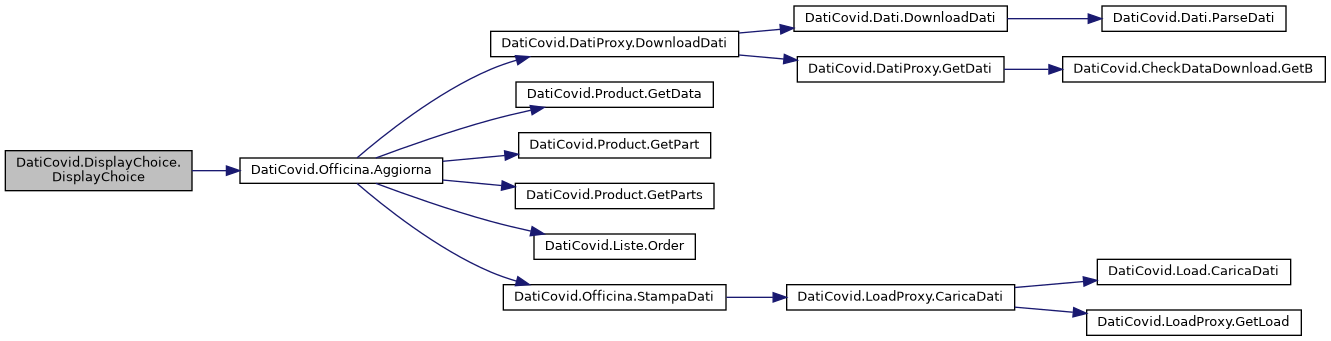 DatiCovid.DisplayChoice.
DisplayChoice
DatiCovid.Officina.Aggiorna
DatiCovid.DatiProxy.DownloadDati
DatiCovid.Dati.DownloadDati
DatiCovid.Dati.ParseDati
DatiCovid.DatiProxy.GetDati
DatiCovid.CheckDataDownload.GetB
DatiCovid.Product.GetData
DatiCovid.Product.GetPart
DatiCovid.Product.GetParts
DatiCovid.Liste.Order
DatiCovid.Officina.StampaDati
DatiCovid.LoadProxy.CaricaDati
DatiCovid.Load.CaricaDati
DatiCovid.LoadProxy.GetLoad